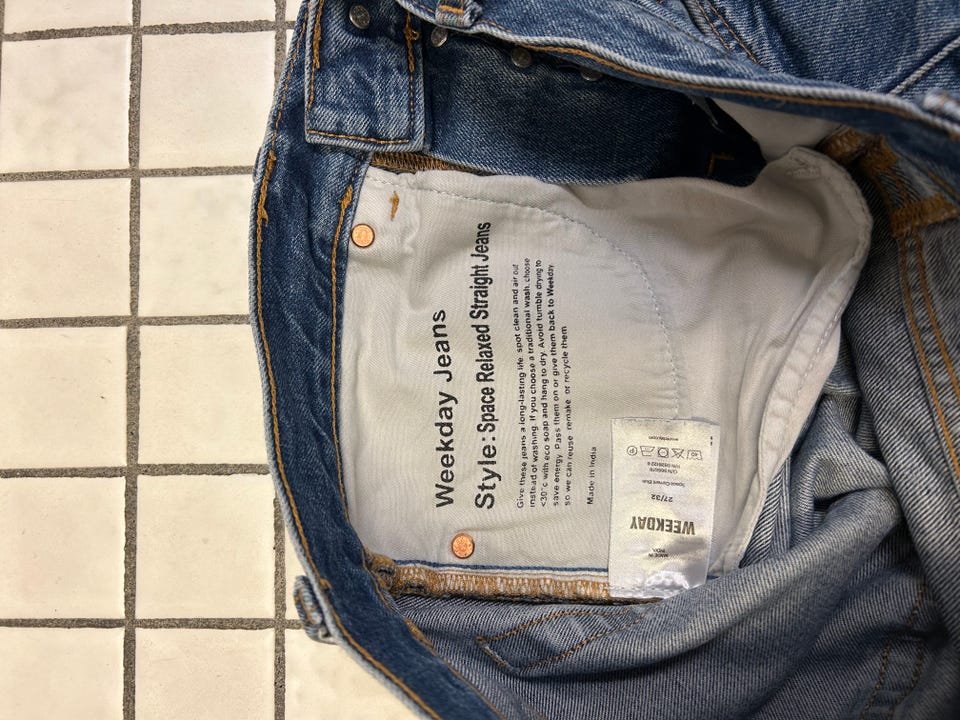 Weekday Jeans
Style: Space Relaxed Straight Jeans
Give these jeans a long-lasting life, spot clean and air out
instead of washing. If you choose a traditional wash, choose
<30°c with eco soap and hang to dry. Avoid tumble drying to
save energy. Pass them on or give them back to Weekday
so we can reuse remake or recycle them
Made in India
MADE IN
INDIA
WEEKDAY
27/32